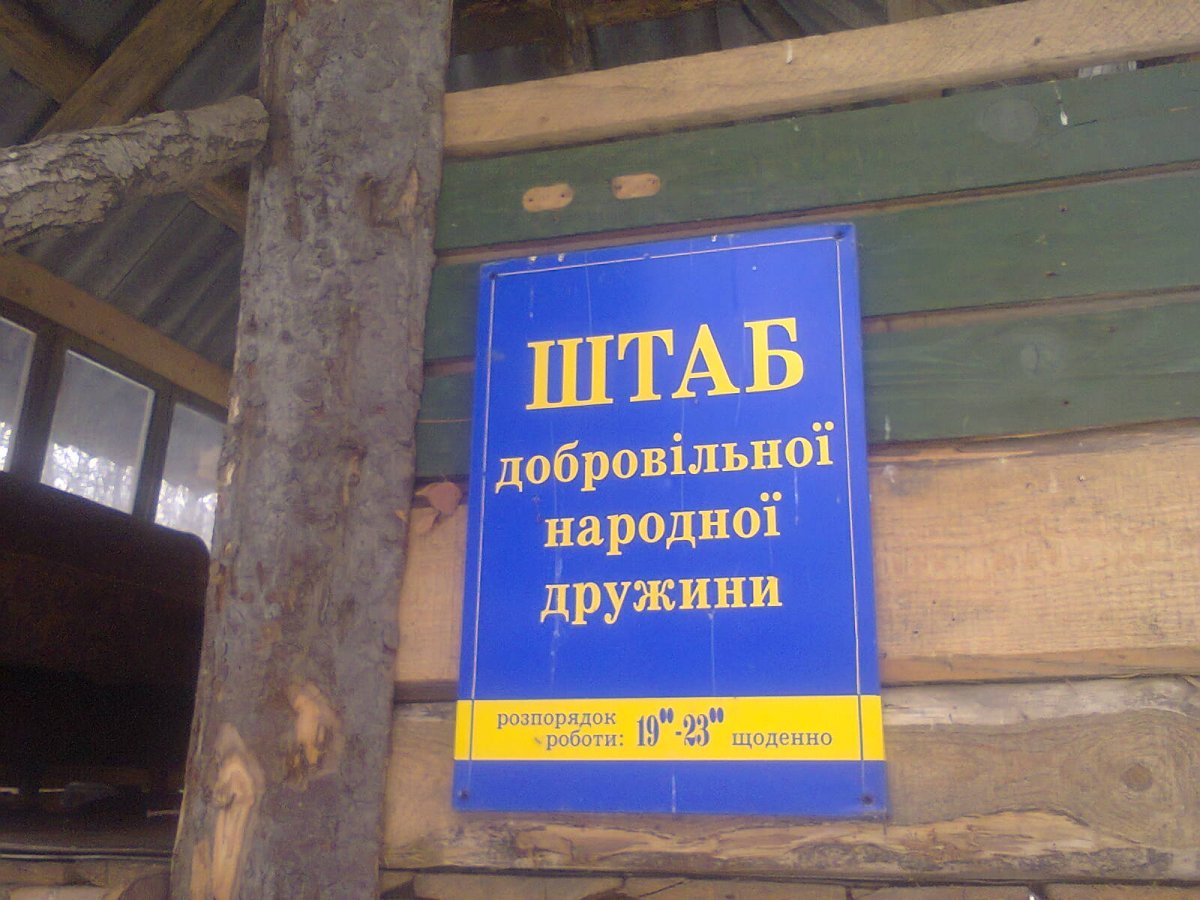 ШТАБ
добровільної
народної
дружини
розпорядок
роботи: 19⁰⁰-23⁰⁰ щоденно